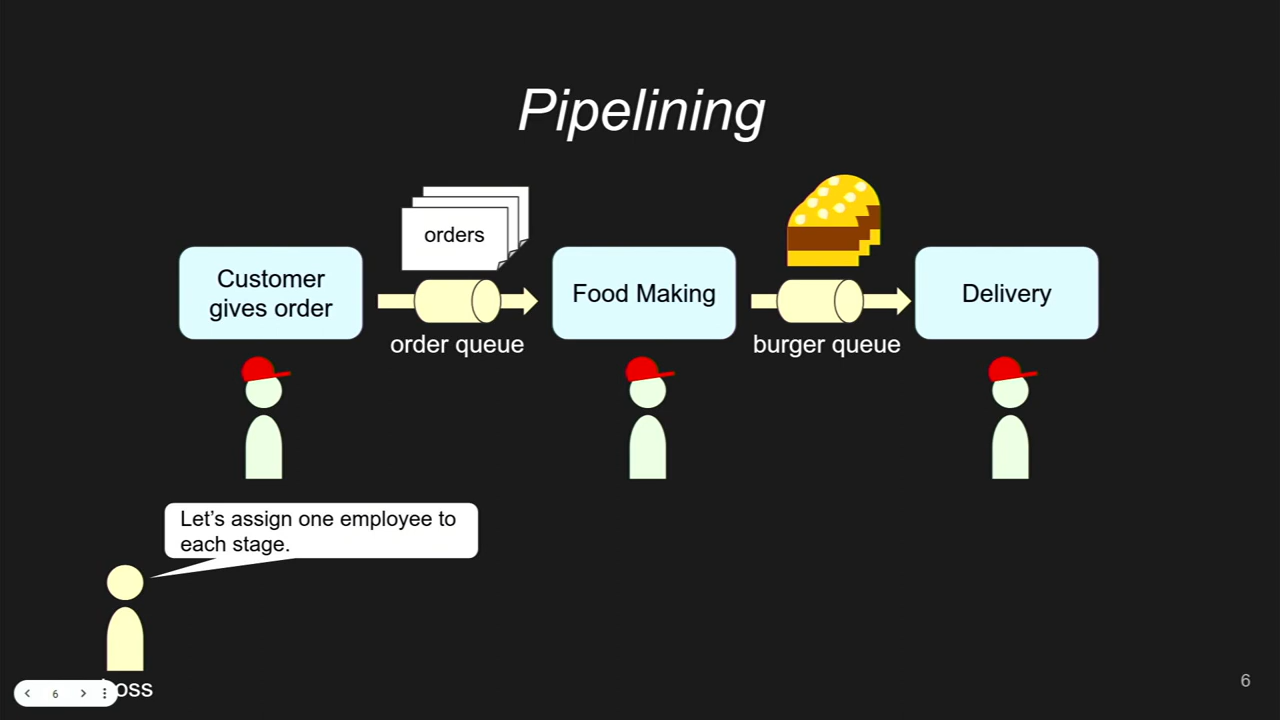 Pipelining
orders
Customer
gives order
Food Making
Delivery
order queue
burger queue
Let's assign one employee to
each stage.
6
6